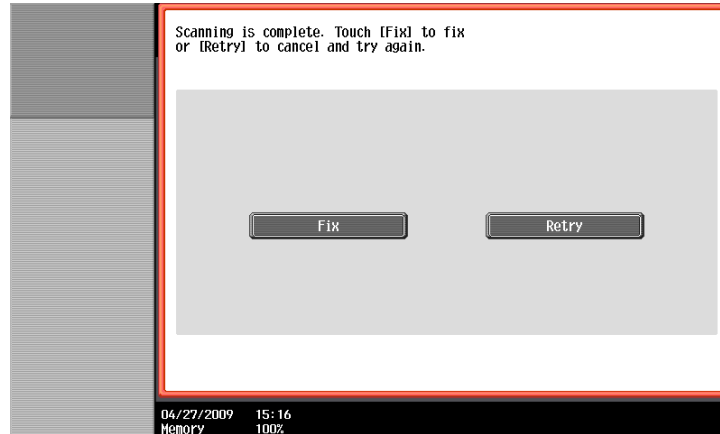 Scanning is complete. Touch [Fix] to fix
or [Retry] to cancel and try again.
Fix
Retry
04/27/2009 15:16
Memory 100%